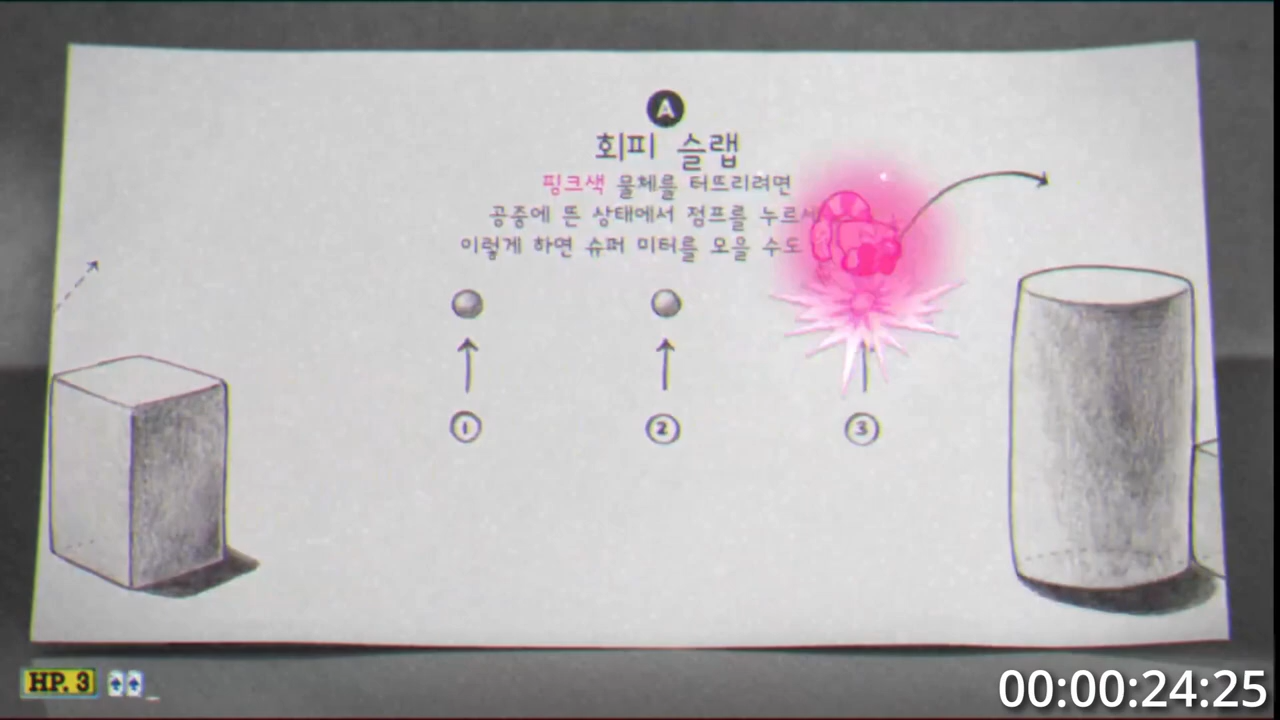 A
회피 슬랩
핑크색 물체를 터뜨리려면
공중에 뜬 상태에서 점프를
이렇게 하면 슈퍼 미터를 모을 수도
1
2
3
HP. 3
00:00:24:25